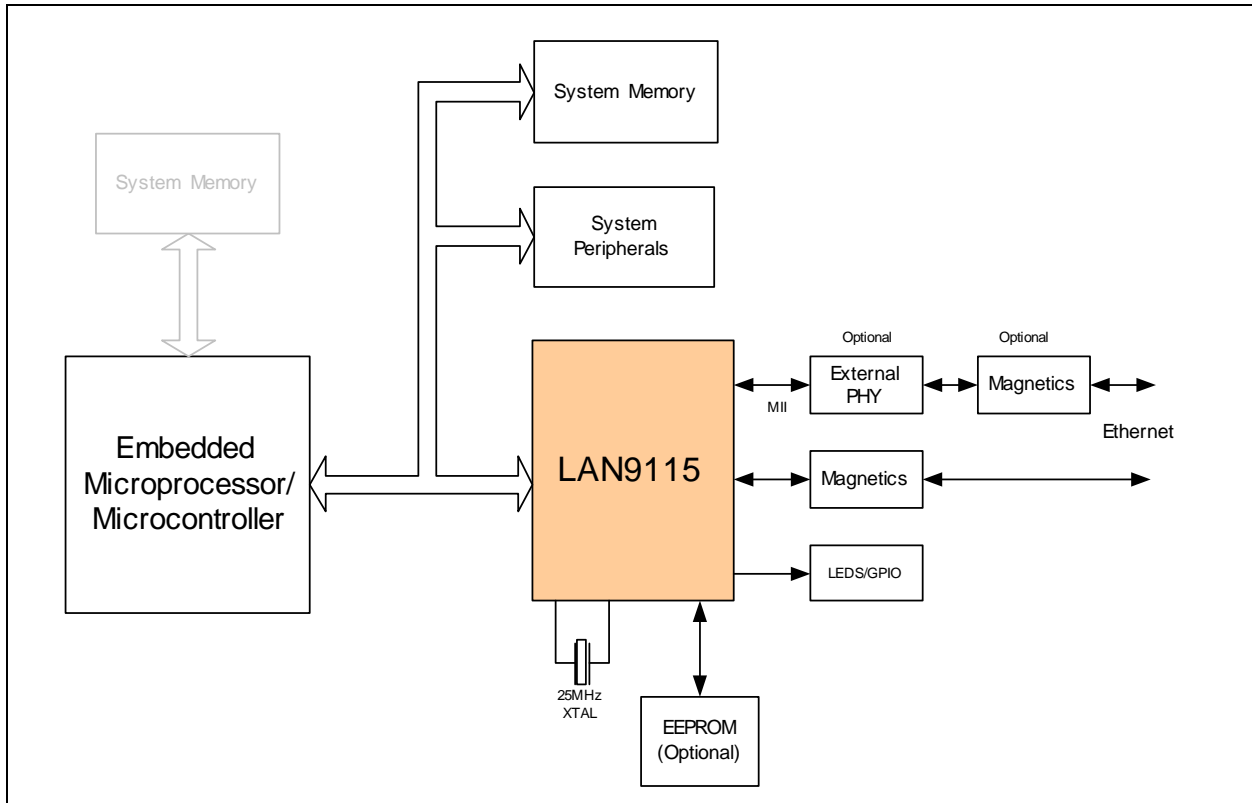 System Memory
System Memory
System
Peripherals
Embedded
Microprocessor/
Microcontroller
LAN9115
Optional
External
PHY
MII
Optional
Magnetics
Ethernet
Magnetics
LEDS/GPIO
25MHz
XTAL
EEPROM
(Optional)